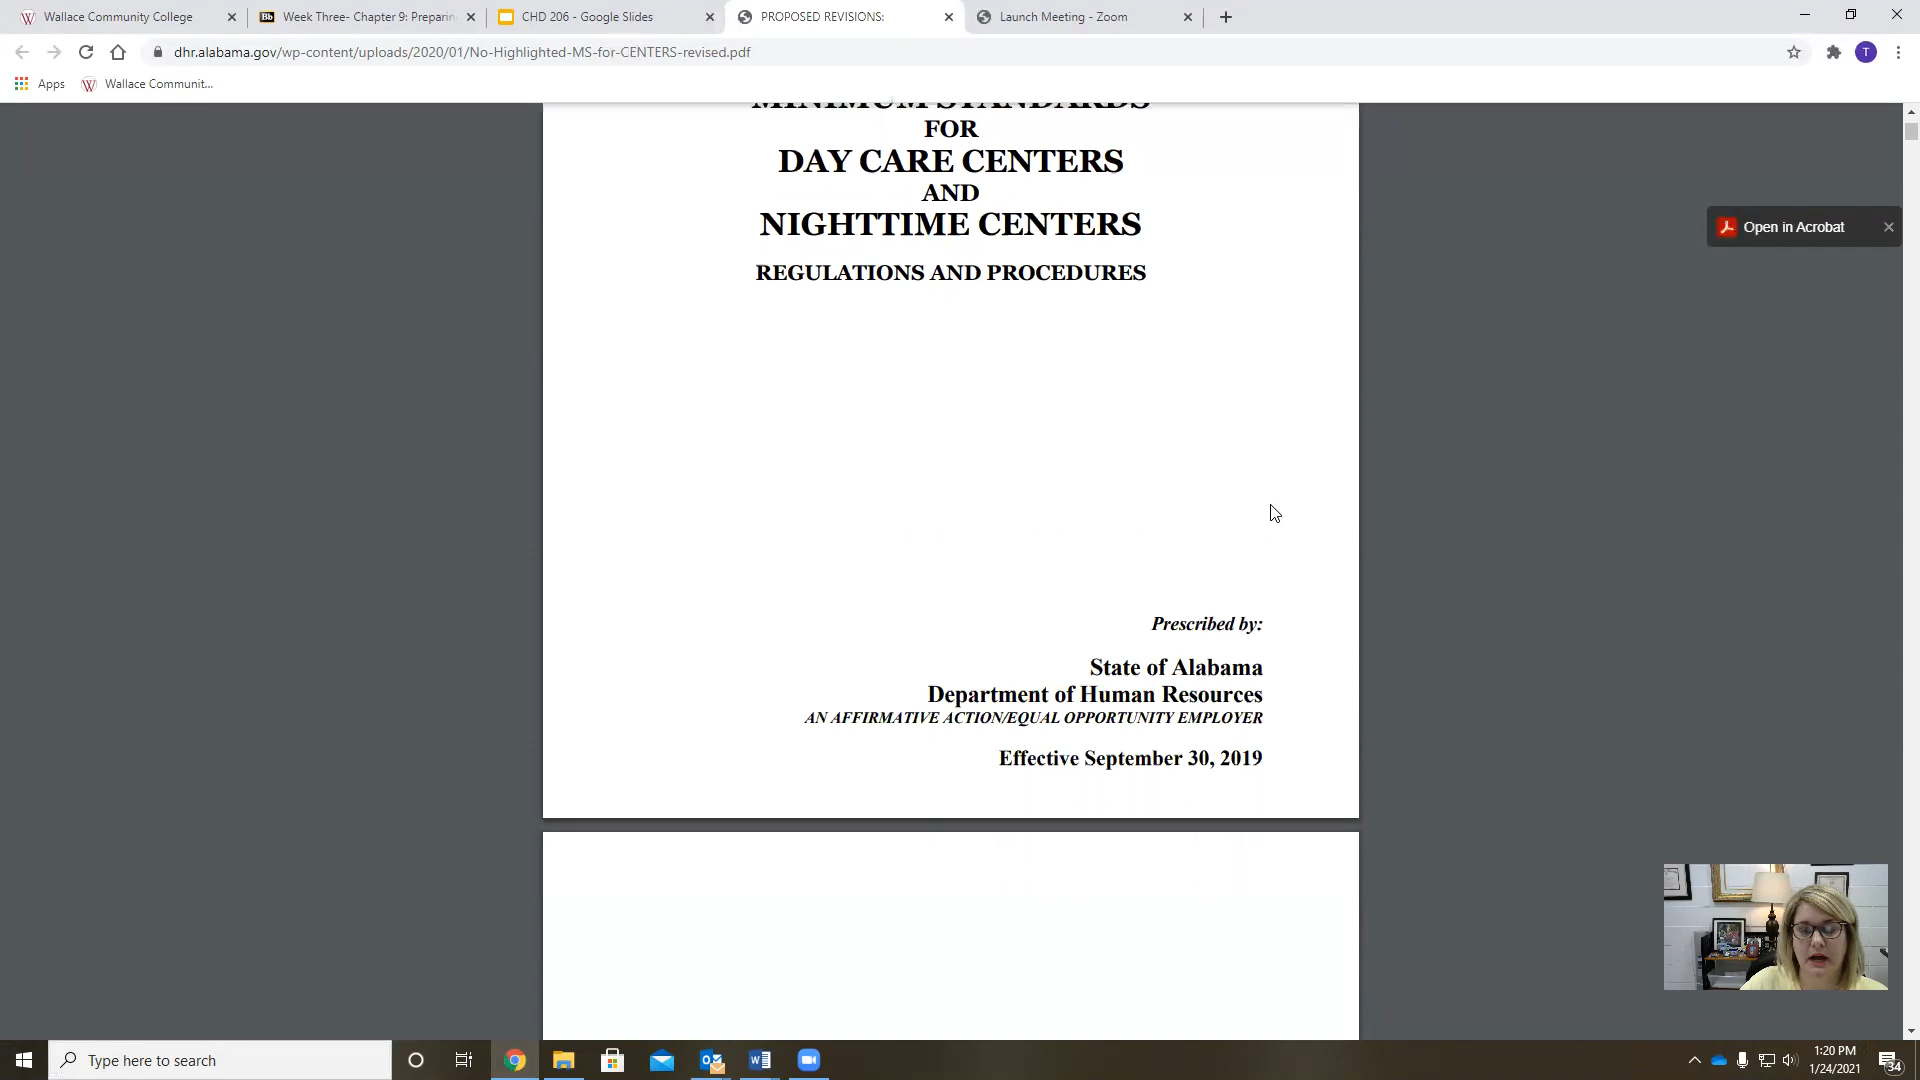 Wallace Community College
Week Three- Chapter 9: Preparin
CHD 206 - Google Slides
PROPOSED REVISIONS:
Launch Meeting - Zoom
dhr.alabama.gov/wp-content/uploads/2020/01/No-Highlighted-MS-for-CENTERS-revised.pdf
T
Apps
Wallace Communit...
MINIMUM STANDARDS
FOR
DAY CARE CENTERS
AND
NIGHTTIME CENTERS
REGULATIONS AND PROCEDURES
Open in Acrobat
Prescribed by:
State of Alabama
Department of Human Resources
AN AFFIRMATIVE ACTION/EQUAL OPPORTUNITY EMPLOYER
Effective September 30, 2019
Type here to search
1:20 PM
1/24/2021
34